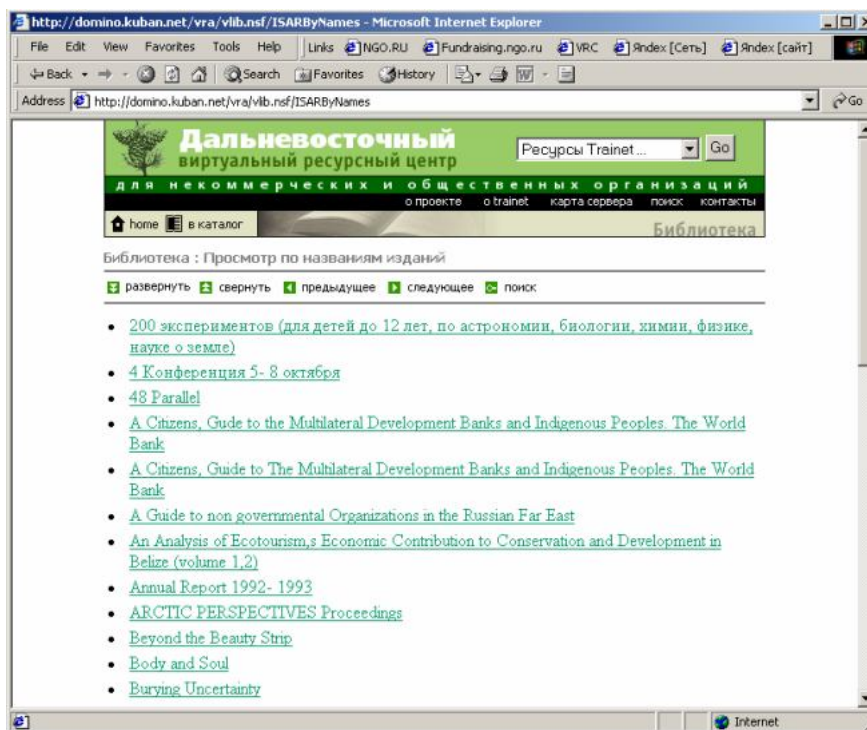 http://domino.kuban.net/vra/vlib.nsf/ISARByNames - Microsoft Internet Explorer
File Edit View Favorites Tools Help Links NGO.RU Fundraising.ngo.ru VRC Яndex [Сеть] Яndex [сайт]
Back Search Favorites History
Address http://domino.kuban.net/vra/vlib.nsf/ISARByNames Go
Дальневосточный
виртуальный ресурсный центр
Ресурсы Trainet... Go
для некоммерческих и общественных организаций
о проекте о trainet карта сервера поиск контакты
home в каталог
Библиотека
Библиотека : Просмотр по названиям изданий
развернуть свернуть предыдущее следующее поиск
200 экспериментов (для детей до 12 лет, по астрономии, биологии, химии, физике,
науке о земле)
4 Конференция 5- 8 октября
48 Parallel
A Citizens, Gude to the Multilateral Development Banks and Indigenous Peoples. The World
Bank
A Citizens, Guide to The Multilateral Development Banks and Indigenous Peoples. The World
Bank
A Guide to non governmental Organizations in the Russian Far East
An Analysis of Ecotourism,s Economic Contribution to Conservation and Development in
Belize (volume 1,2)
Annual Report 1992- 1993
ARCTIC PERSPECTIVES Proceedings
Beyond the Beauty Strip
Body and Soul
Burying Uncertainty
Internet